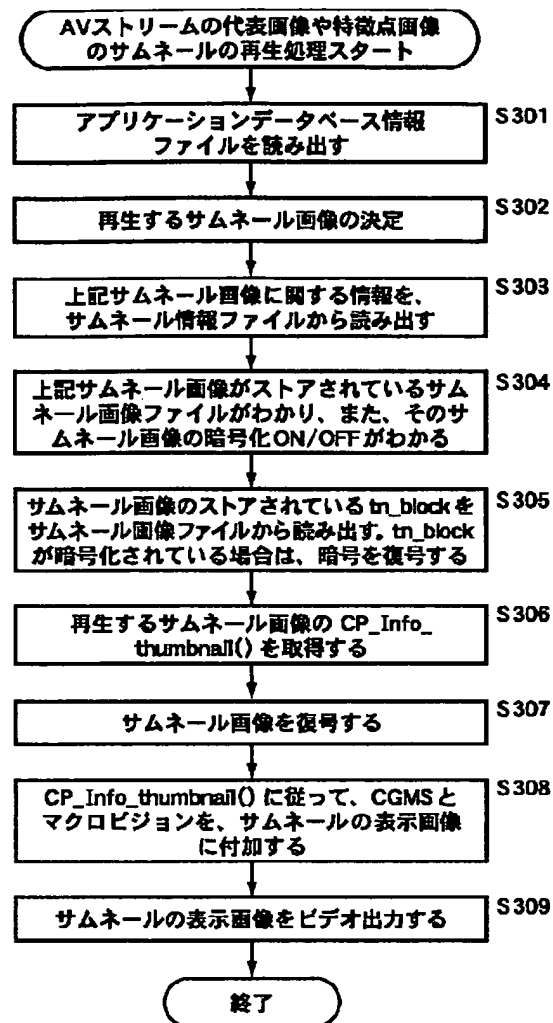 AVストリームの代表画像や特徴点画像
のサムネールの再生処理スタート
S301
アプリケーションデータベース情報
ファイルを読み出す
S302
再生するサムネール画像の決定
S303
上記サムネール画像に関する情報を、
サムネール情報ファイルから読み出す
S304
上記サムネール画像がストアされているサム
ネール画像ファイルがわかり、また、そのサ
ムネール画像の暗号化ON/OFFがわかる
S305
サムネール画像のストアされているtn_blockを
サムネール画像ファイルから読み出す。tn_block
が暗号化されている場合は、暗号を復号する
S306
再生するサムネール画像の CP_Info_
thumbnail() を取得する
S307
サムネール画像を復号する
S308
CP_Info_thumbnail() に従って、CGMSと
マクロビジョンを、サムネールの表示画像
に付加する
S309
サムネールの表示画像をビデオ出力する
終了